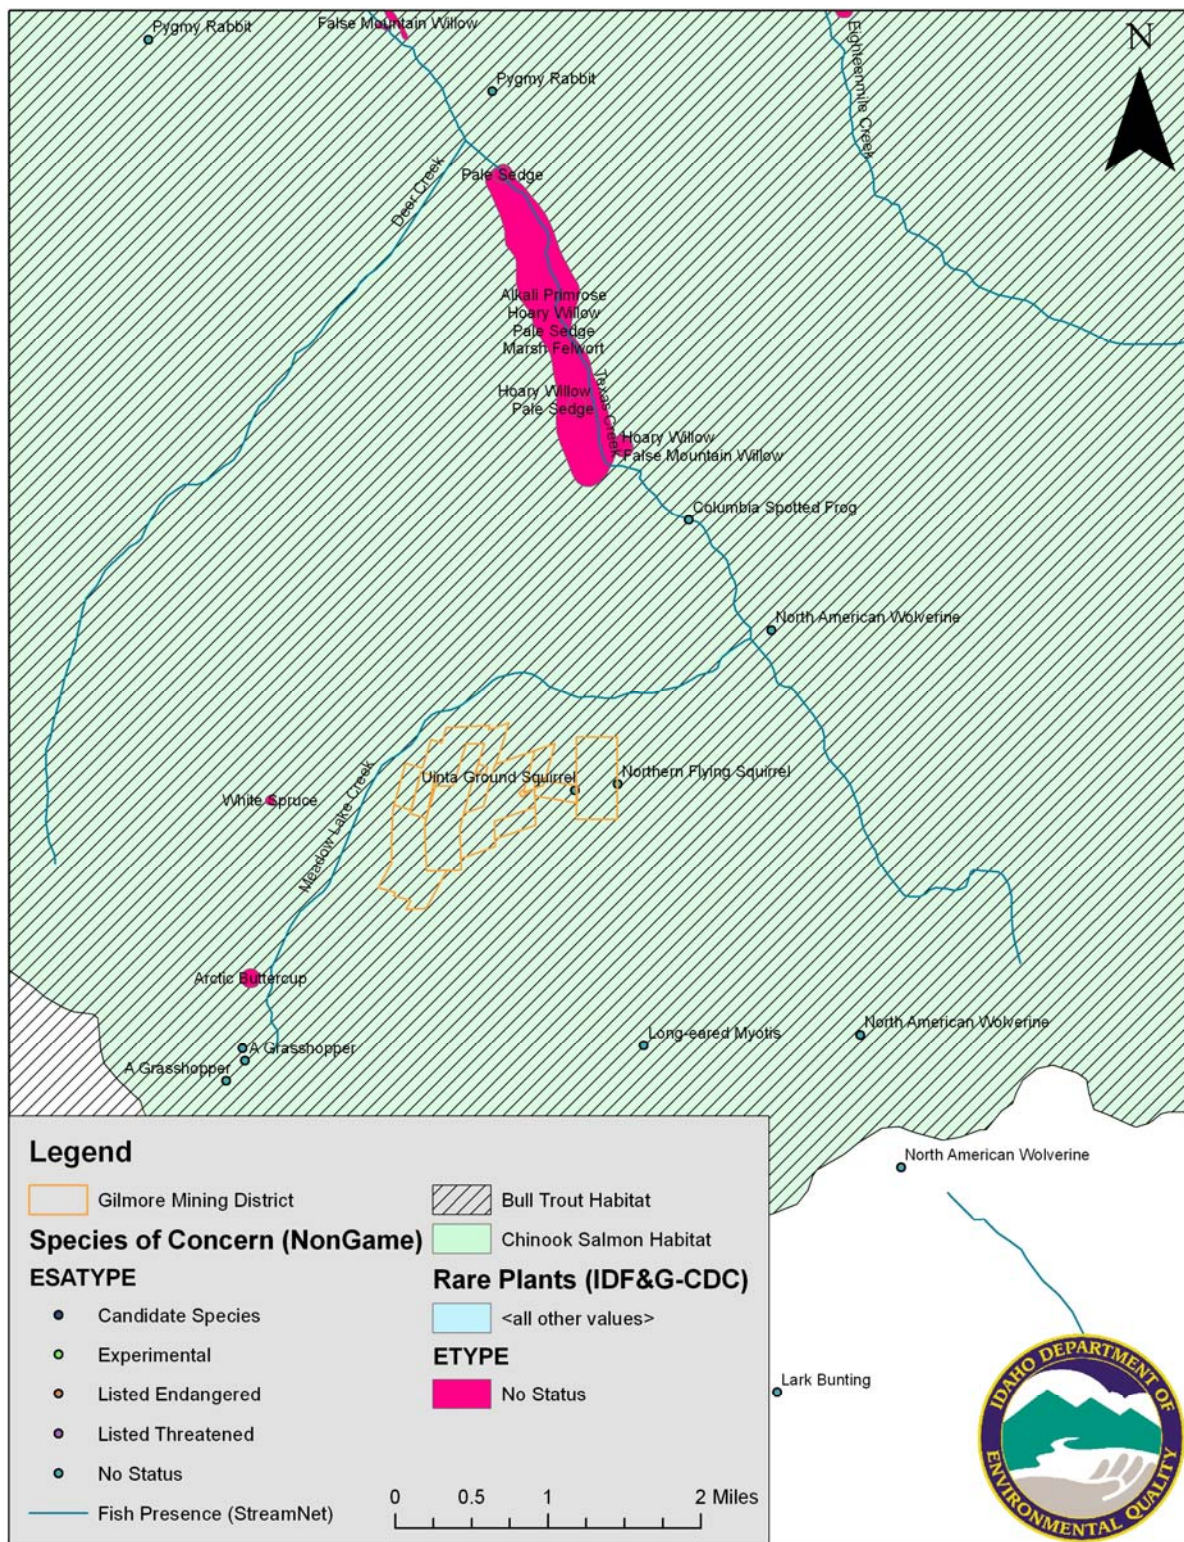 Pygmy Rabbit
False Mountain Willow
Eighteenmile Creek
N
Pygmy Rabbit
Deer Creek
Pale Sedge
Alkali Primrose
Hoary Willow
Pale Sedge
Marsh Felwort
Texas Creek
Hoary Willow
Pale Sedge
Hoary Willow
False Mountain Willow
Columbia Spotted Frog
North American Wolverine
Uinta Ground Squirrel
Northern Flying Squirrel
White Spruce
Meadow Lake Creek
Arctic Buttercup
A Grasshopper
A Grasshopper
Long-eared Myotis
North American Wolverine
North American Wolverine
Lark Bunting
Legend
Gilmore Mining District
Species of Concern (NonGame)
ESATYPE
Candidate Species
Experimental
Listed Endangered
Listed Threatened
No Status
Fish Presence (StreamNet)
Bull Trout Habitat
Chinook Salmon Habitat
Rare Plants (IDF&G-CDC)
<all other values>
ETYPE
No Status
0 0.5 1 2 Miles
IDAHO DEPARTMENT OF
ENVIRONMENTAL QUALITY